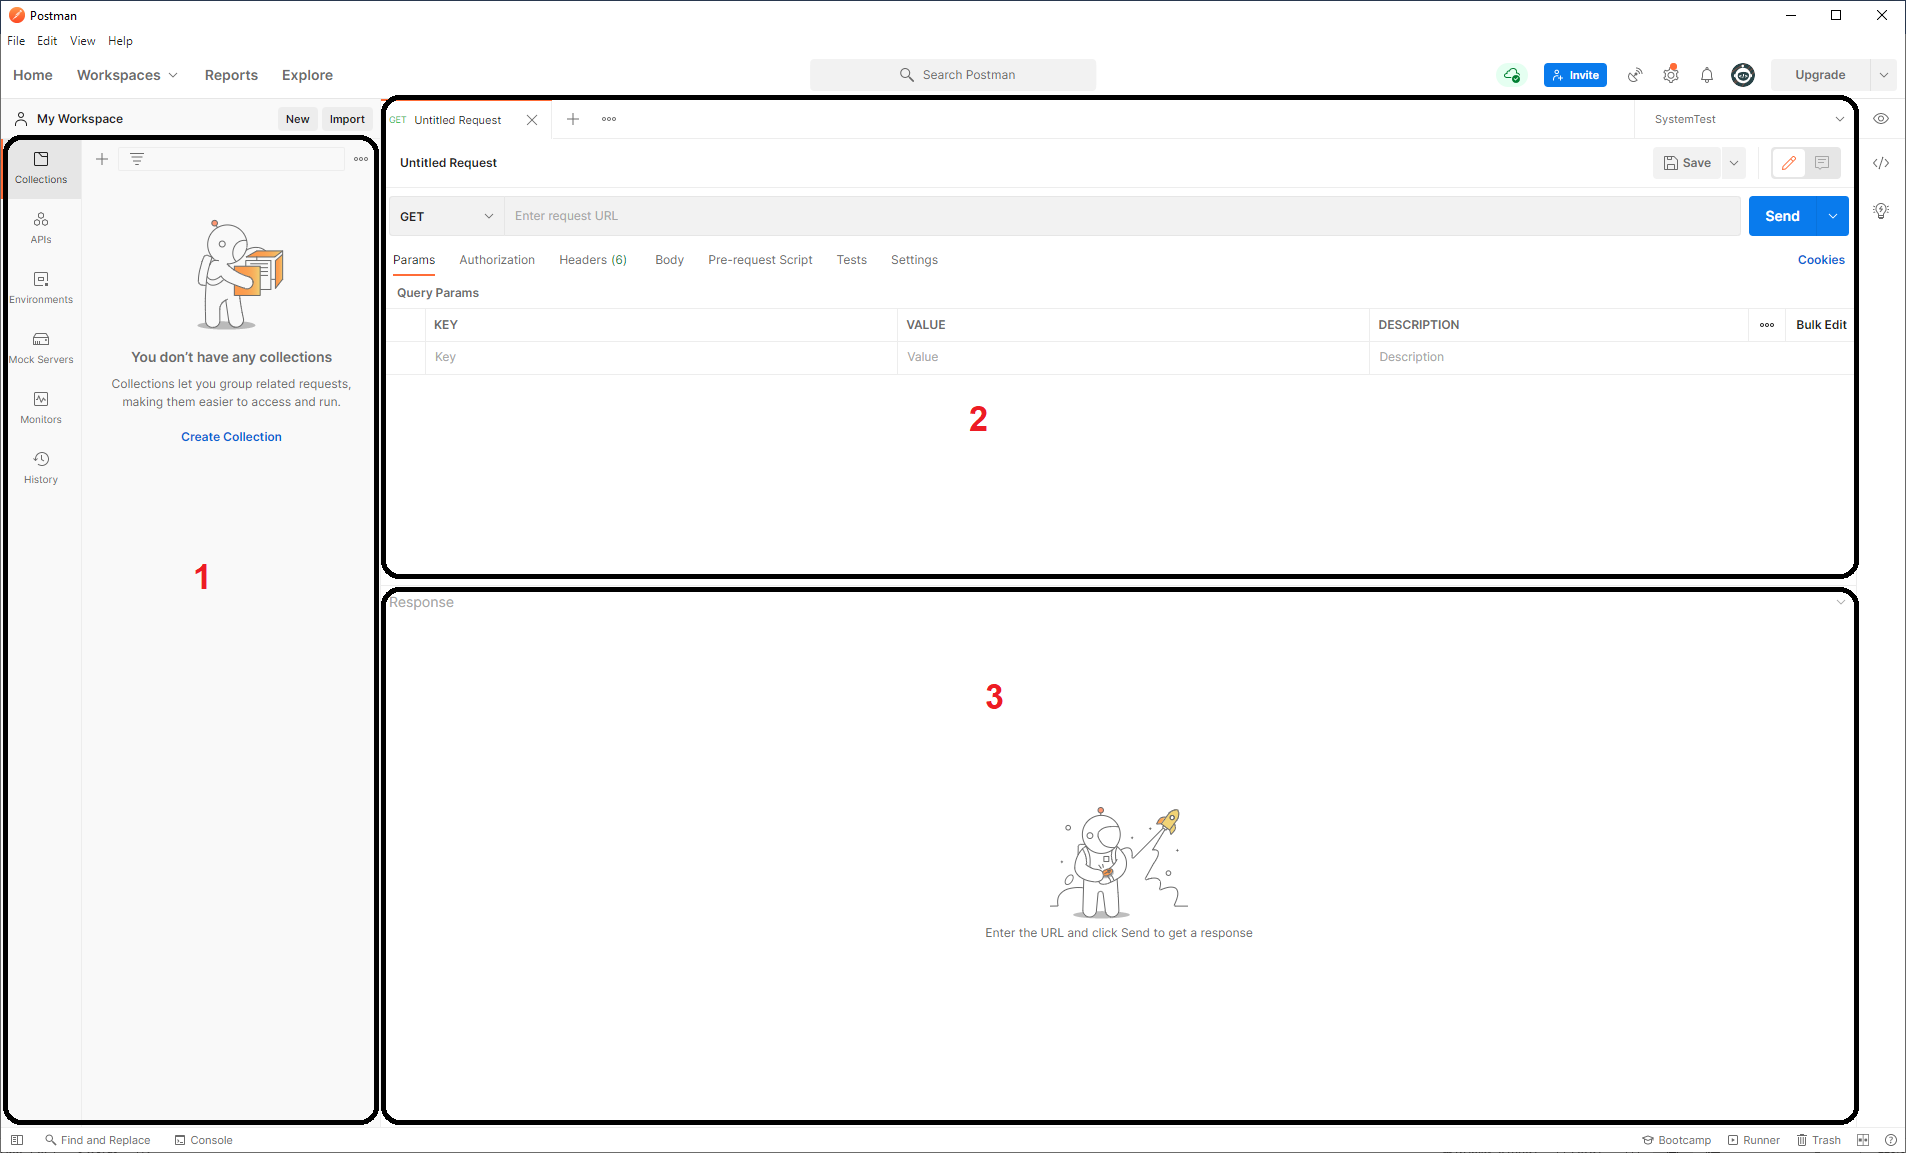 Postman
File Edit View Help
Home Workspaces Reports Explore Search Postman Invite Upgrade
My Workspace New Import
GET Untitled Request SystemTest
Untitled Request Save
GET Enter request URL Send
Params Authorization Headers (6) Body Pre-request Script Tests Settings Cookies
Query Params
KEY VALUE DESCRIPTION Bulk Edit
Key Value Description
2
Collections
APIs
Environments
Mock Servers
Monitors
History
You don’t have any collections
Collections let you group related requests,
making them easier to access and run.
Create Collection
1
Response
3
Enter the URL and click Send to get a response
Find and Replace Console Bootcamp Runner Trash